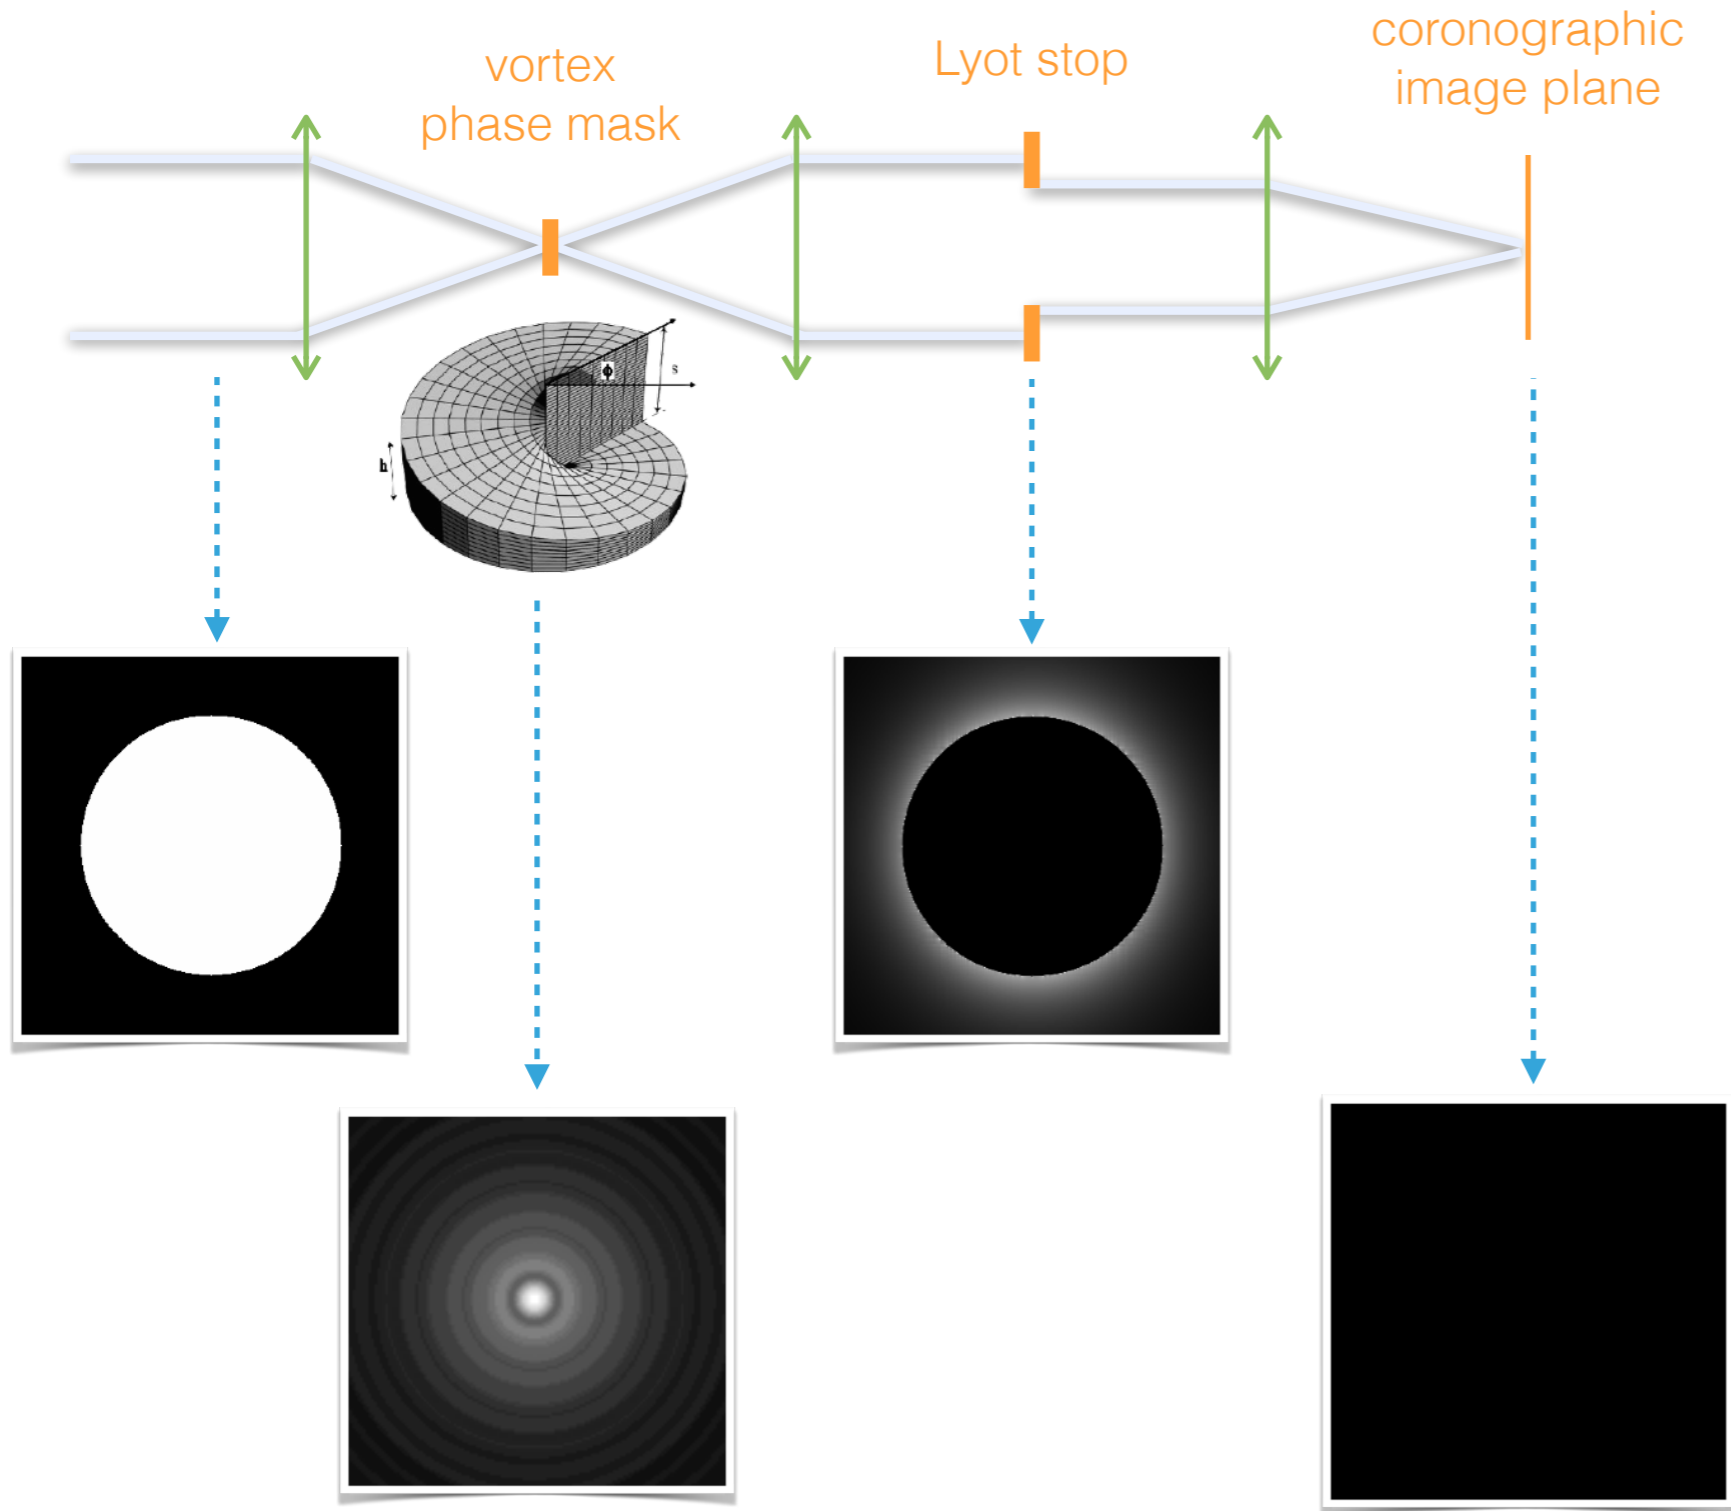 vortex
phase mask
Lyot stop
coronographic
image plane
ϕ
s
h